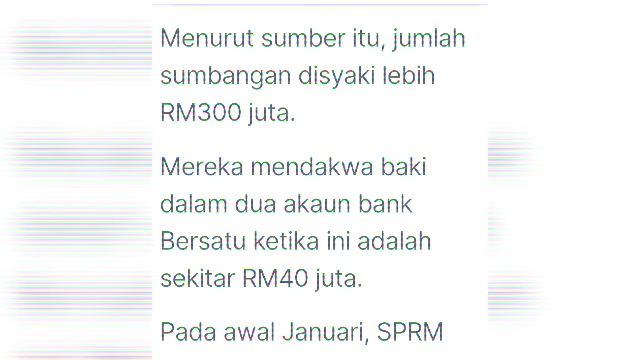 Menurut sumber itu, jumlah
sumbangan disyaki lebih
RM300 juta.
Mereka mendakwa baki
dalam dua akaun bank
Bersatu ketika ini adalah
sekitar RM40 juta.
Pada awal Januari, SPRM